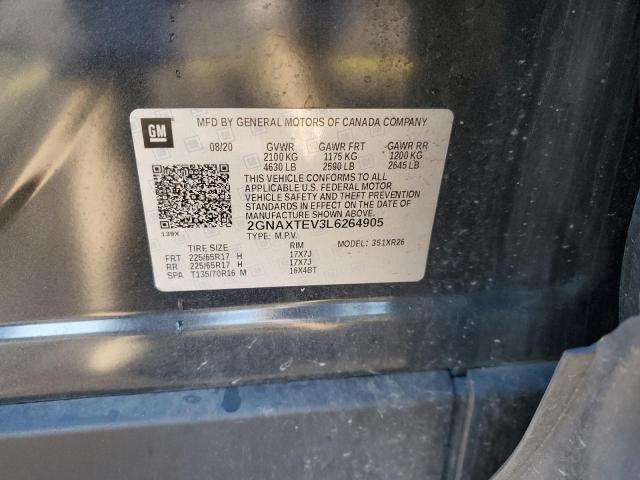 GM
MFD BY GENERAL MOTORS OF CANADA COMPANY
08/20 GVWR GAWR FRT GAWR RR
2100 KG 1175 KG 1200 KG
4630 LB 2590 LB 2645 LB
THIS VEHICLE CONFORMS TO ALL
APPLICABLE U.S. FEDERAL MOTOR
VEHICLE SAFETY AND THEFT PREVENTION
STANDARDS IN EFFECT ON THE DATE OF
MANUFACTURE SHOWN ABOVE.
139X 2GNAXTEV3L6264905
TYPE: M.P.V. MODEL: 351XR26
TIRE SIZE RIM
FRT 225/65R17 H 17X7J
RR 225/65R17 H 17X7J
SPA T135/70R16 M 16X4BT